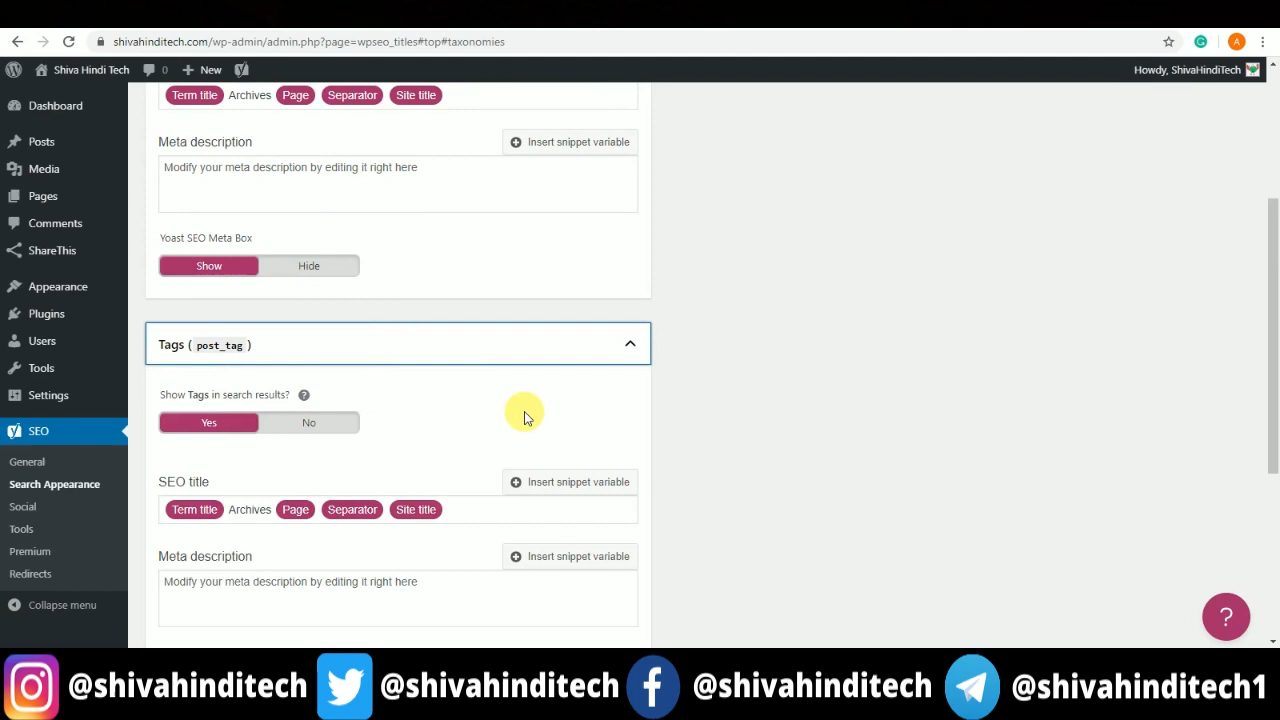 shivahinditech.com/wp-admin/admin.php?page=wpseo_titles#top#taxonomies
A
Shiva Hindi Tech
0
New
Howdy, ShivaHindiTech
Dashboard
Posts
Media
Pages
Comments
ShareThis
Appearance
Plugins
Users
Tools
Settings
SEO
General
Search Appearance
Social
Tools
Premium
Redirects
Collapse menu
Term title Archives Page Separator Site title
Meta description Insert snippet variable
Modify your meta description by editing it right here
Yoast SEO Meta Box
Show Hide
Tags ( post_tag )
Show Tags in search results? ?
Yes No
SEO title Insert snippet variable
Term title Archives Page Separator Site title
Meta description Insert snippet variable
Modify your meta description by editing it right here
?
@shivahinditech @shivahinditech @shivahinditech @shivahinditech1